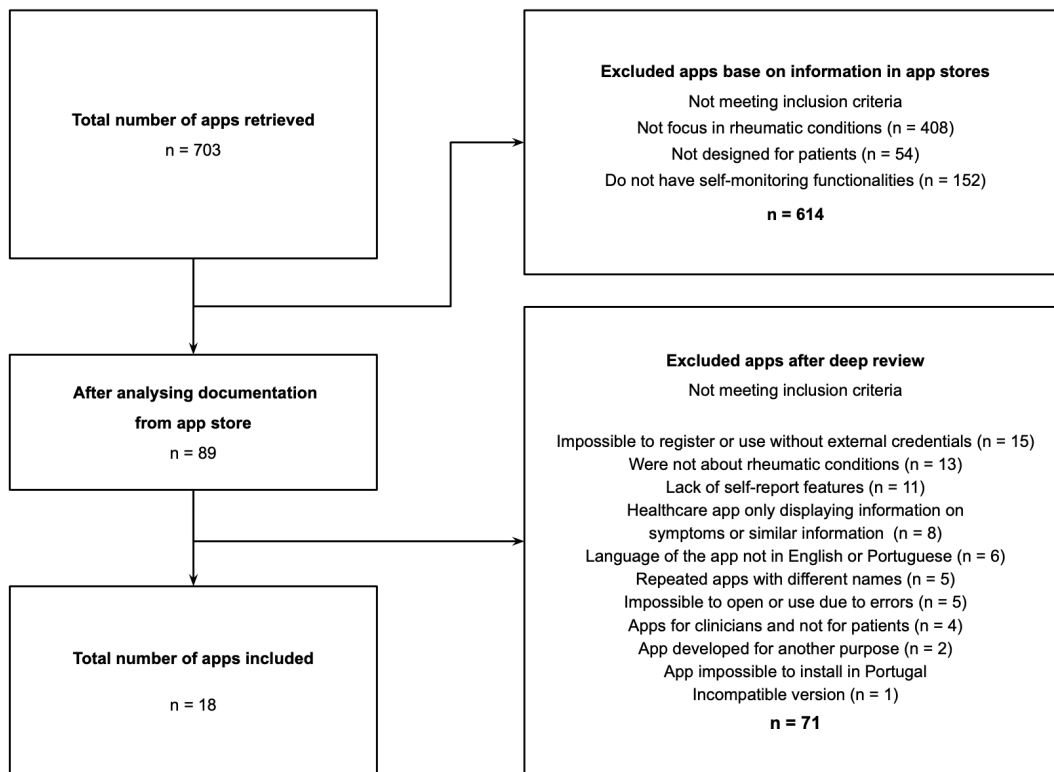 Total number of apps retrieved
n = 703
Excluded apps base on information in app stores
Not meeting inclusion criteria
Not focus in rheumatic conditions (n = 408)
Not designed for patients (n = 54)
Do not have self-monitoring functionalities (n = 152)
n = 614
After analysing documentation
from app store
n = 89
Excluded apps after deep review
Not meeting inclusion criteria
Impossible to register or use without external credentials (n = 15)
Were not about rheumatic conditions (n = 13)
Lack of self-report features (n = 11)
Healthcare app only displaying information on
symptoms or similar information (n = 8)
Language of the app not in English or Portuguese (n = 6)
Repeated apps with different names (n = 5)
Impossible to open or use due to errors (n = 5)
Apps for clinicians and not for patients (n = 4)
App developed for another purpose (n = 2)
App impossible to install in Portugal
Incompatible version (n = 1)
n = 71
Total number of apps included
n = 18